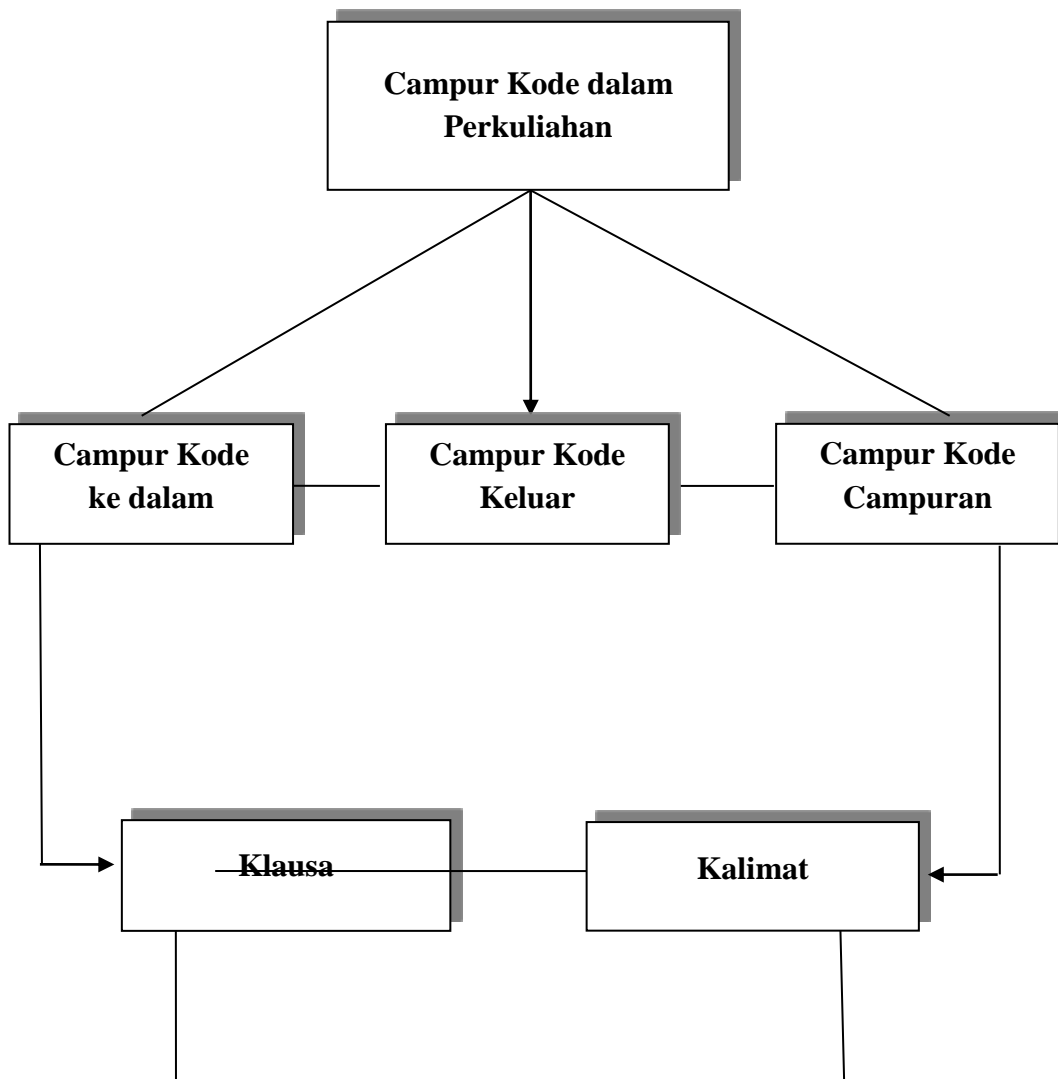 Campur Kode dalam
Perkuliahan
Campur Kode
ke dalam
Campur Kode
Keluar
Campur Kode
Campuran
Klausa
Kalimat